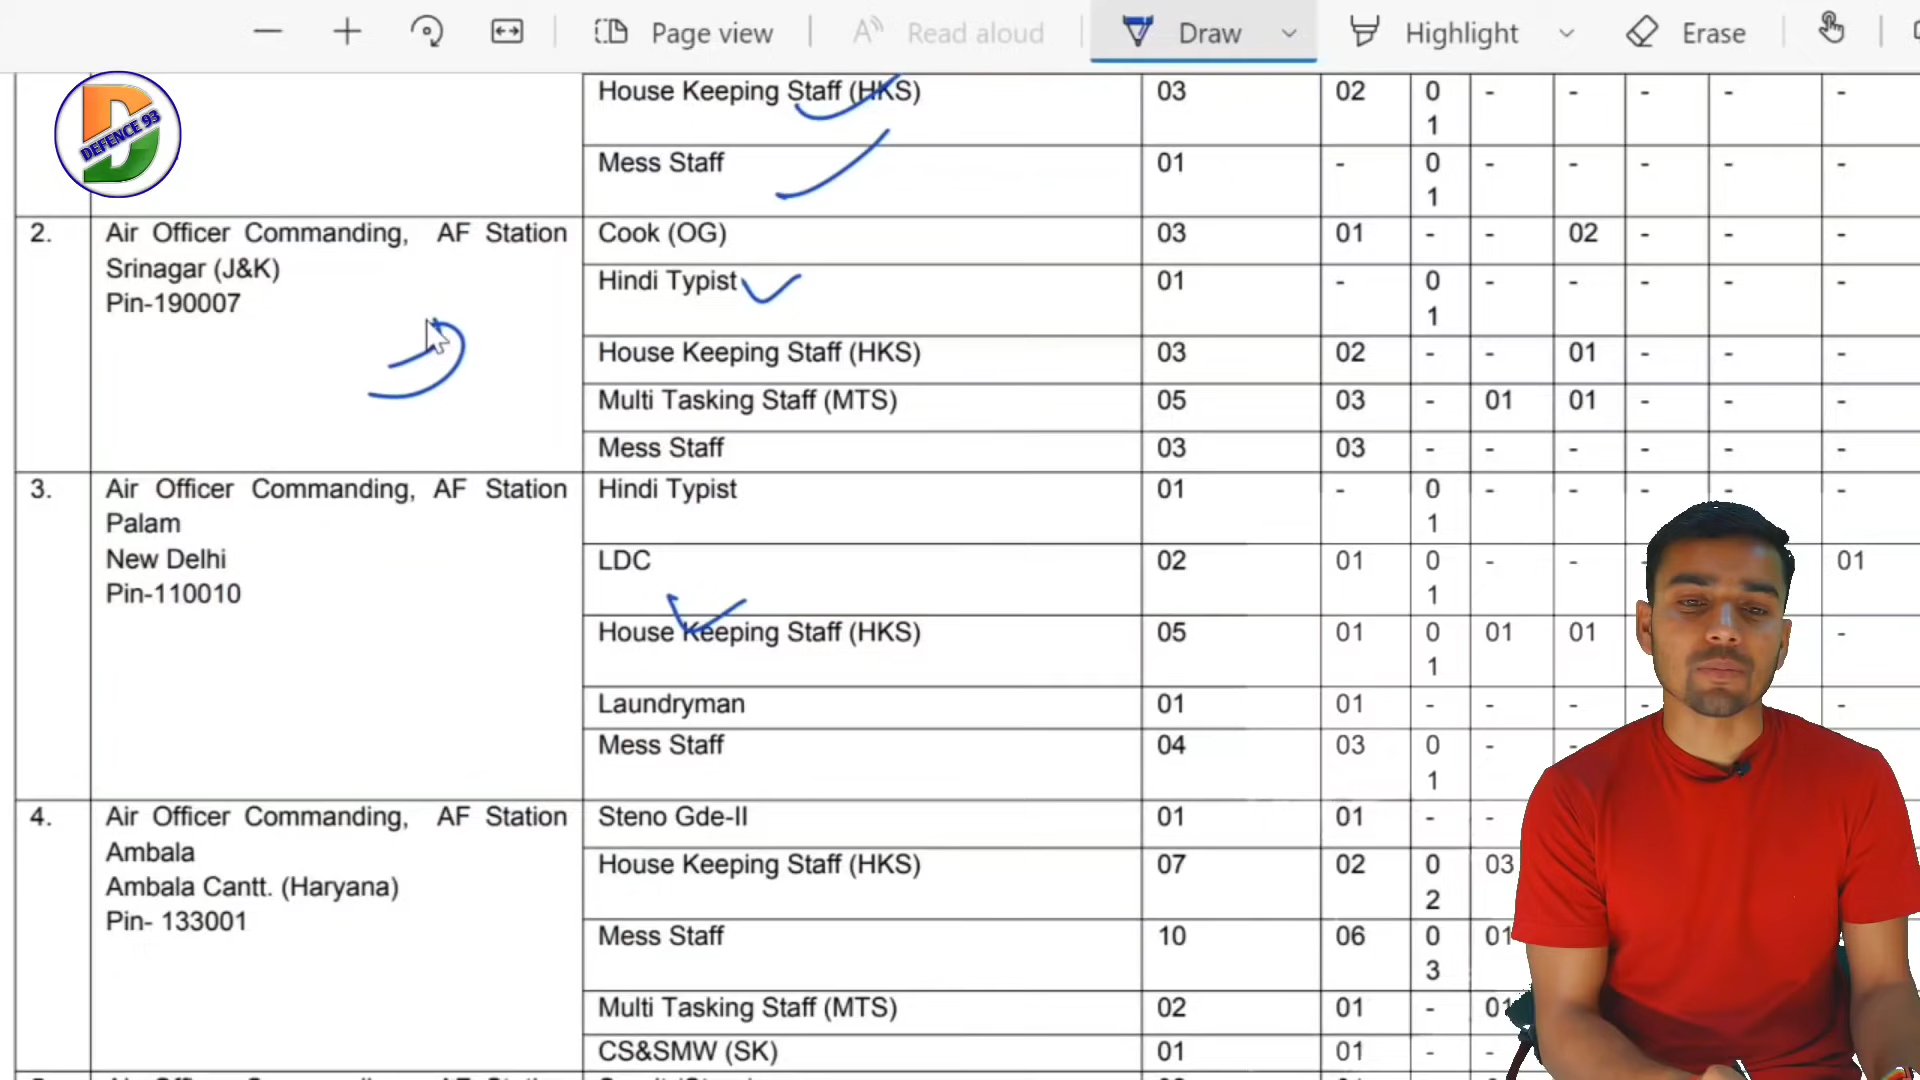 Page view Read aloud Draw Highlight Erase
DEFENCE 93
House Keeping Staff (HKS) 03 02 0 - - - - -
1
Mess Staff 01 - 0 - - - - -
1
2. Air Officer Commanding, AF Station Cook (OG) 03 01 - - 02 - - -
Srinagar (J&K) Hindi Typist 01 - 0 - - - - -
Pin-190007 1
House Keeping Staff (HKS) 03 02 - - 01 - - -
Multi Tasking Staff (MTS) 05 03 - 01 01 - - -
Mess Staff 03 03 - - - - - -
3. Air Officer Commanding, AF Station Hindi Typist 01 - 0 - - - - -
Palam 1
New Delhi LDC 02 01 0 - - - 01
Pin-110010 1
House Keeping Staff (HKS) 05 01 0 01 01 -
1
Laundryman 01 01 - - - - -
Mess Staff 04 03 0 - - -
1
4. Air Officer Commanding, AF Station Steno Gde-II 01 01 - -
Ambala House Keeping Staff (HKS) 07 02 0 03
Ambala Cantt. (Haryana) 2
Pin- 133001 Mess Staff 10 06 0 01
3
Multi Tasking Staff (MTS) 02 01 - 01
CS&SMW (SK) 01 01 - -